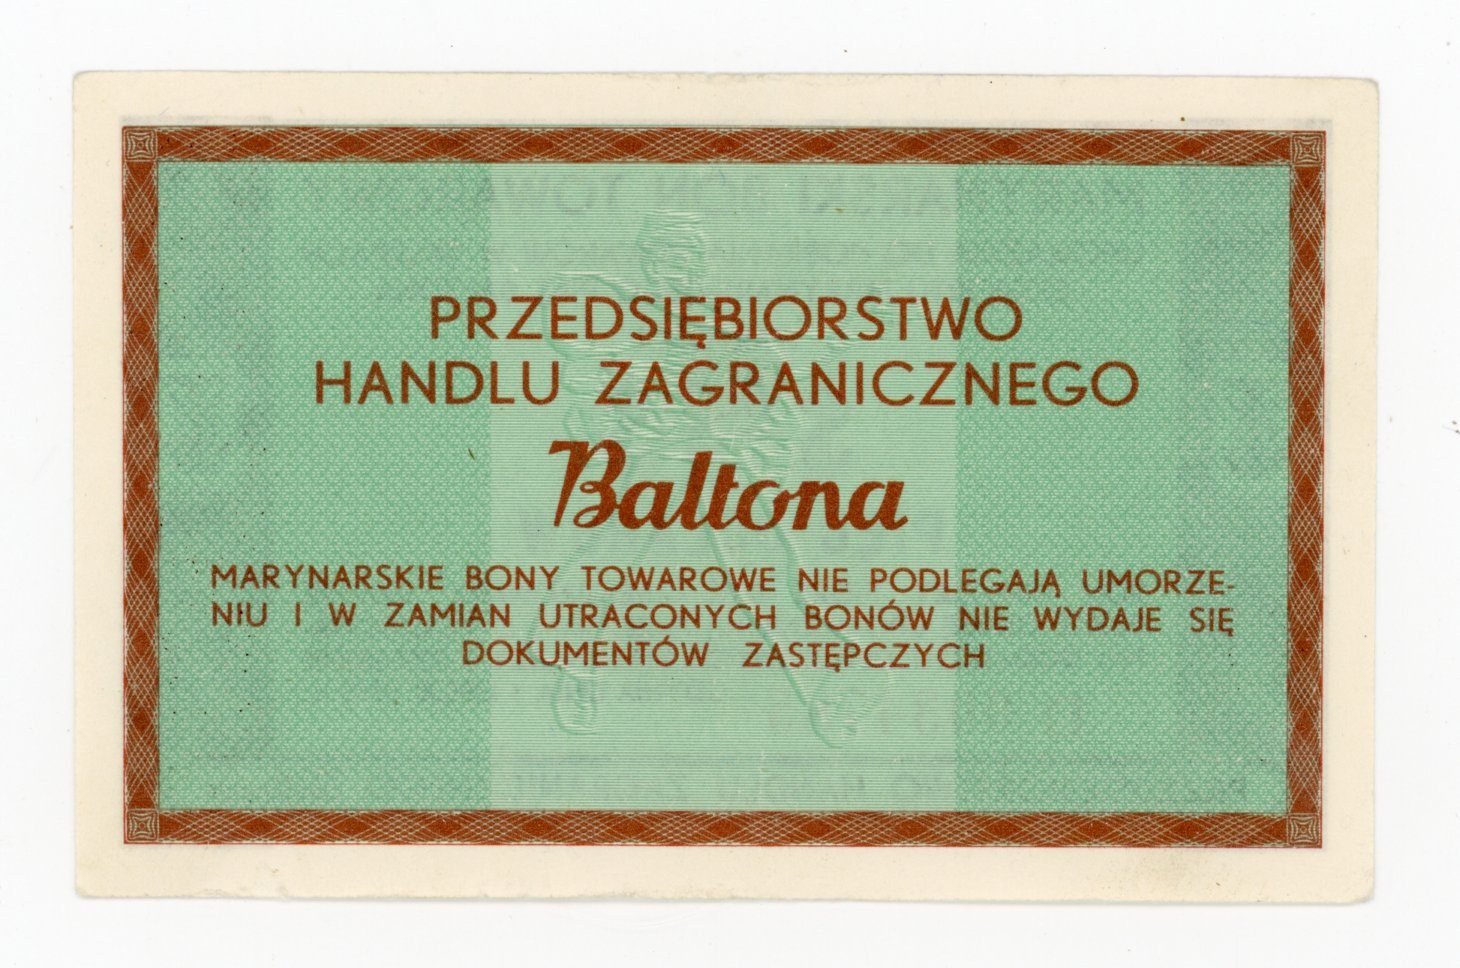 PRZEDSIĘBIORSTWO
HANDLU ZAGRANICZNEGO
Baltona
MARYNARSKIE BONY TOWAROWE NIE PODLEGAJĄ UMORZE-
NIU I W ZAMIAN UTRACONYCH BONÓW NIE WYDAJE SIĘ
DOKUMENTÓW ZASTĘPCZYCH